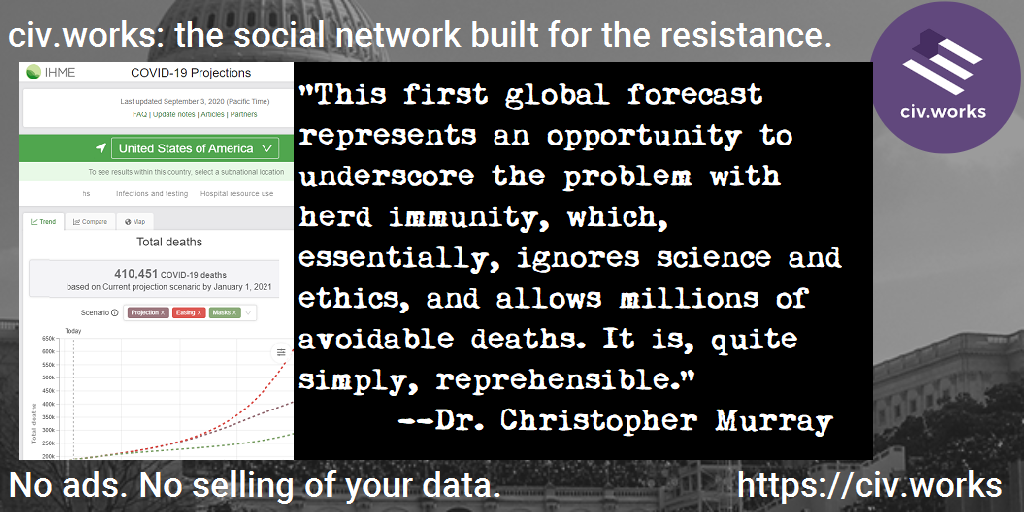 civ.works: the social network built for the resistance.
civ.works
IHME
COVID-19 Projections
Last updated September 3, 2020 (Pacific Time)
FAQ | Update notes | Articles | Partners
United States of America
To see results within this country, select a subnational location
hs Infections and testing Hospital resource use
Trend Compare Map
Total deaths
410,451 COVID-19 deaths
based on Current projection scenario by January 1, 2021
Scenario Projection Easing Masks
Today
650k
600k
550k
500k
450k
400k
350k
300k
250k
200k
Total deaths
"This first global forecast
represents an opportunity to
underscore the problem with
herd immunity, which,
essentially, ignores science and
ethics, and allows millions of
avoidable deaths. It is, quite
simply, reprehensible."
--Dr. Christopher Murray
No ads. No selling of your data.
https://civ.works